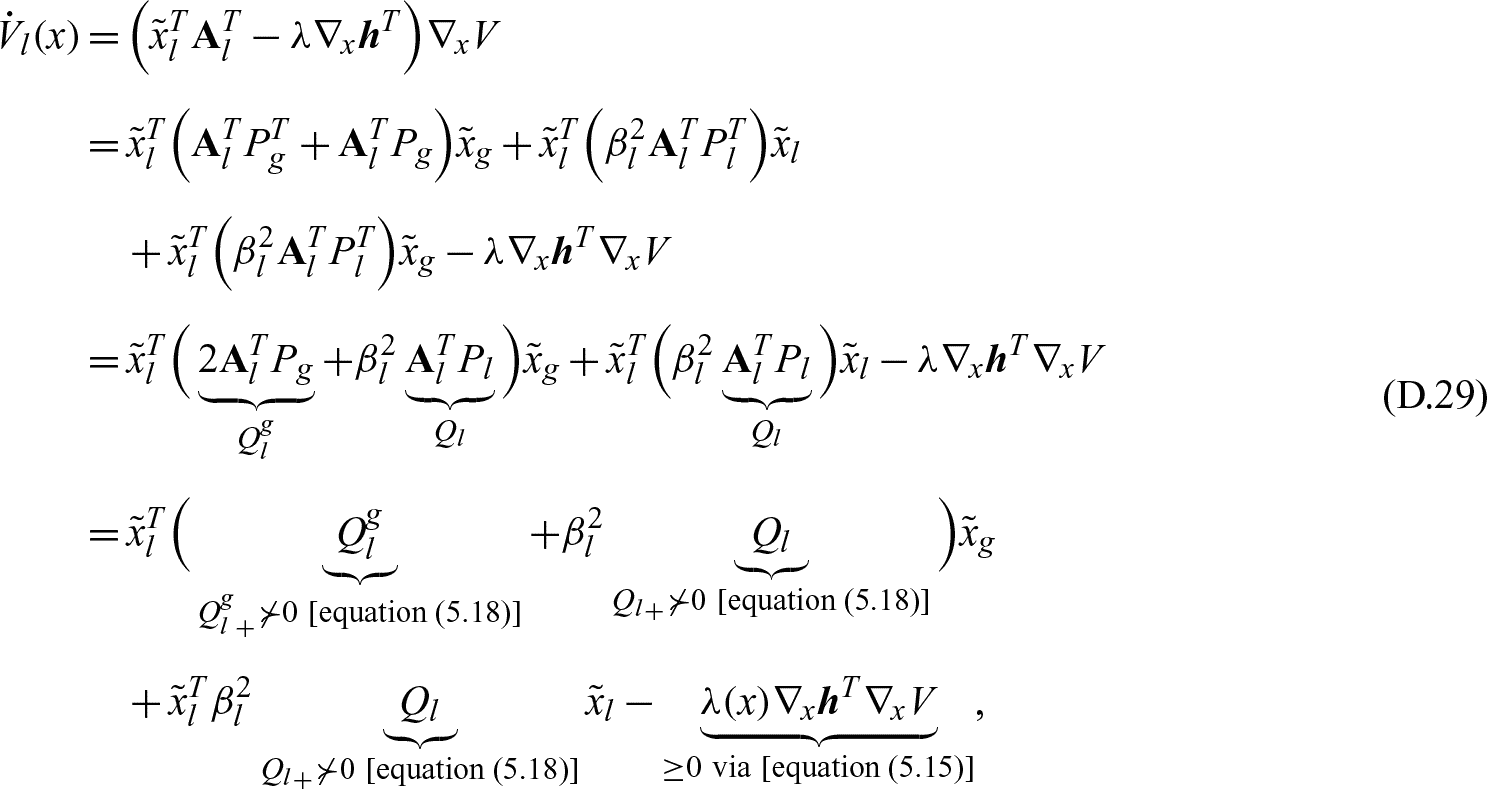 V̇_l(x) = (x̃_l^T 𝐀_l^T − λ∇_x 𝒉^T)∇_x V
= x̃_l^T(𝐀_l^T P_g^T + 𝐀_l^T P_g)x̃_g + x̃_l^T(β_l^2 𝐀_l^T P_l^T)x̃_l
+ x̃_l^T(β_l^2 𝐀_l^T P_l^T)x̃_g − λ∇_x 𝒉^T ∇_x V
= x̃_l^T( 2𝐀_l^T P_g +β_l^2 𝐀_l^T P_l )x̃_g + x̃_l^T(β_l^2 𝐀_l^T P_l )x̃_l − λ∇_x 𝒉^T ∇_x V
(D.29)
Q_l^g Q_l Q_l
= x̃_l^T( Q_l^g +β_l^2 Q_l )x̃_g
Q_l^g_+ ⊁0 [equation (5.18)] Q_{l+}⊁0 [equation (5.18)]
+ x̃_l^T β_l^2 Q_l x̃_l − λ(x)∇_x 𝒉^T ∇_x V ,
Q_{l+}⊁0 [equation (5.18)] ≥0 via [equation (5.15)]